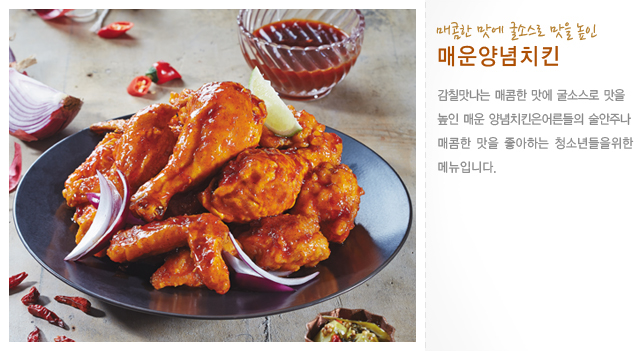 매콤한 맛에 굴소스로 맛을 높인
매운양념치킨
감칠맛나는 매콤한 맛에 굴소스로 맛을
높인 매운 양념치킨은어른들의 술안주나
매콤한 맛을 좋아하는 청소년들을위한
메뉴입니다.